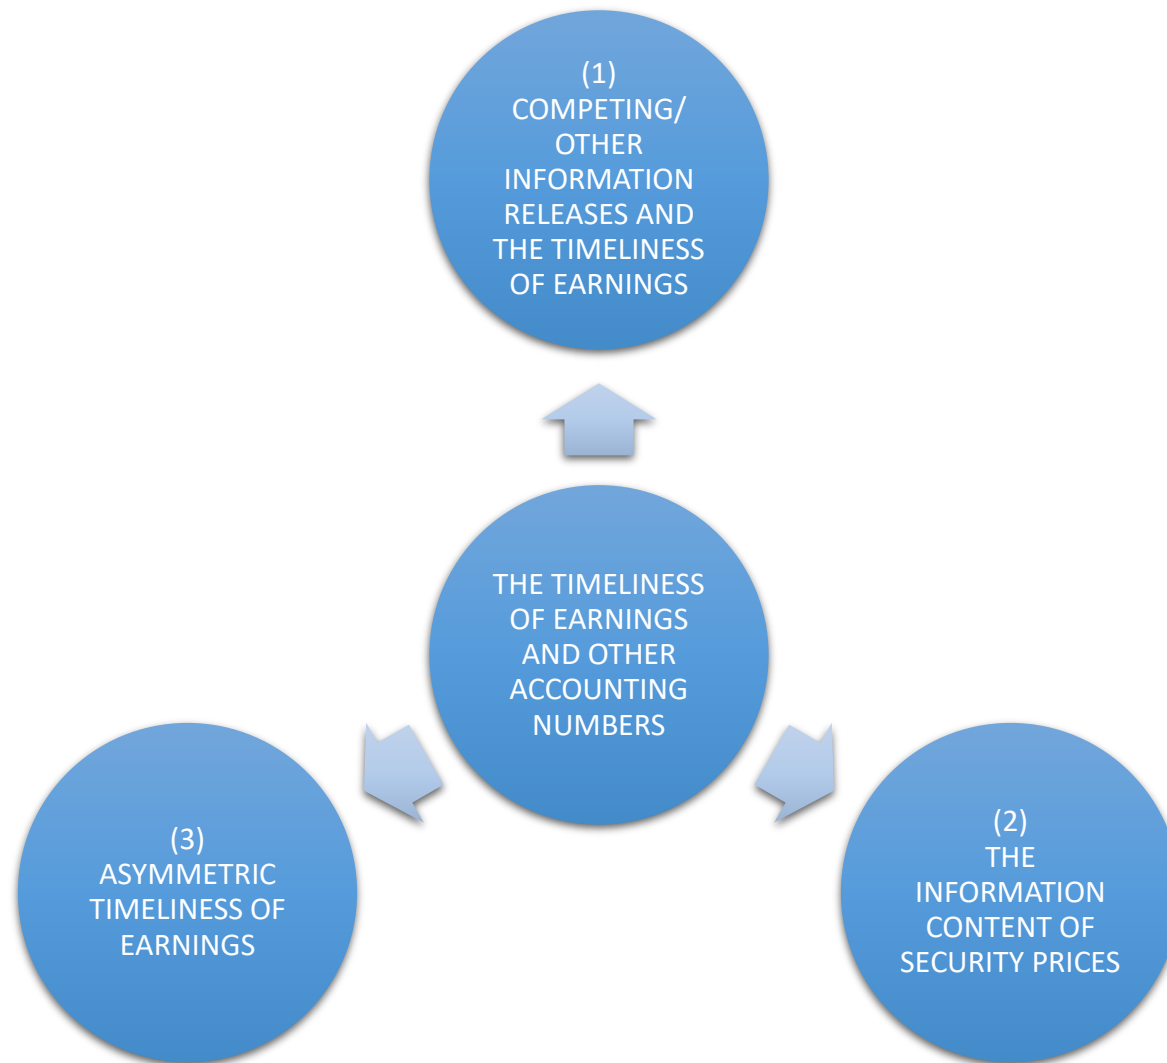 (1)
COMPETING/
OTHER
INFORMATION
RELEASES AND
THE TIMELINESS
OF EARNINGS
THE TIMELINESS
OF EARNINGS
AND OTHER
ACCOUNTING
NUMBERS
(2)
THE
INFORMATION
CONTENT OF
SECURITY PRICES
(3)
ASYMMETRIC
TIMELINESS OF
EARNINGS